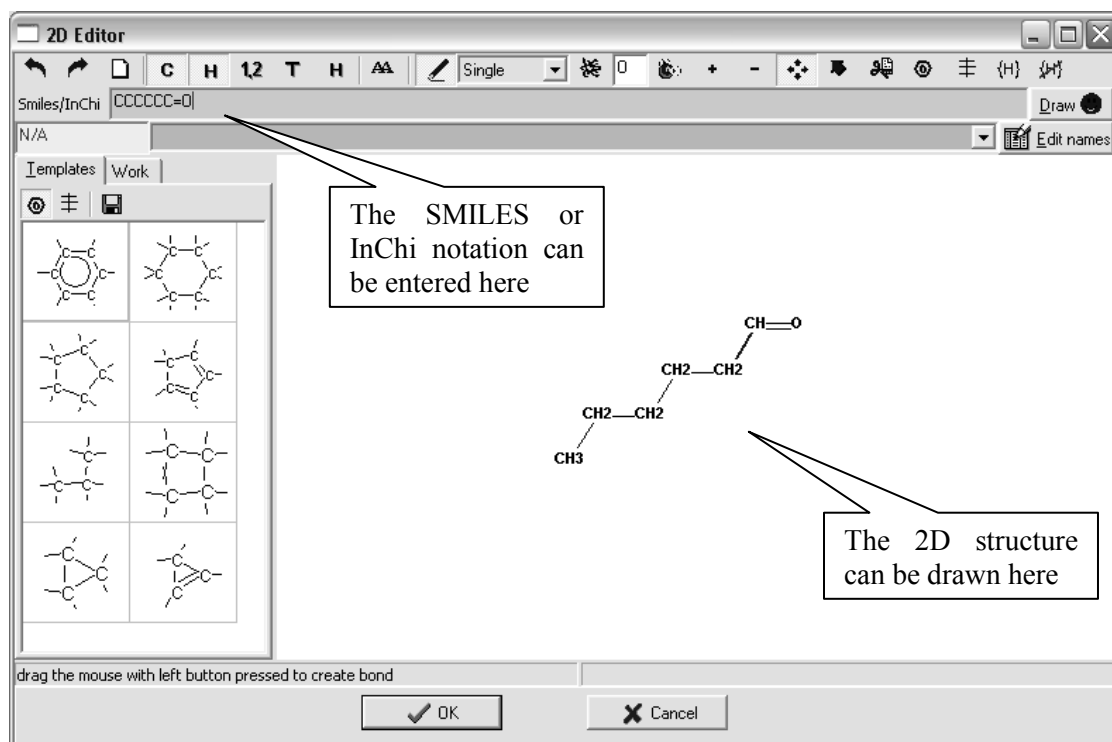 2D Editor
C H 1,2 T H AA Single 0 + - {H} {H}
Smiles/InChi CCCCCC=O Draw
N/A Edit names
Templates Work
The SMILES or
InChi notation can
be entered here
C C
C C
C C
C C
C C
C C
C C
C C
C
C C
C C
C
C
C C
C C
C C
C
C C
C
C C
CH=O
CH2—CH2
CH2—CH2
CH3
The 2D structure
can be drawn here
drag the mouse with left button pressed to create bond
OK Cancel